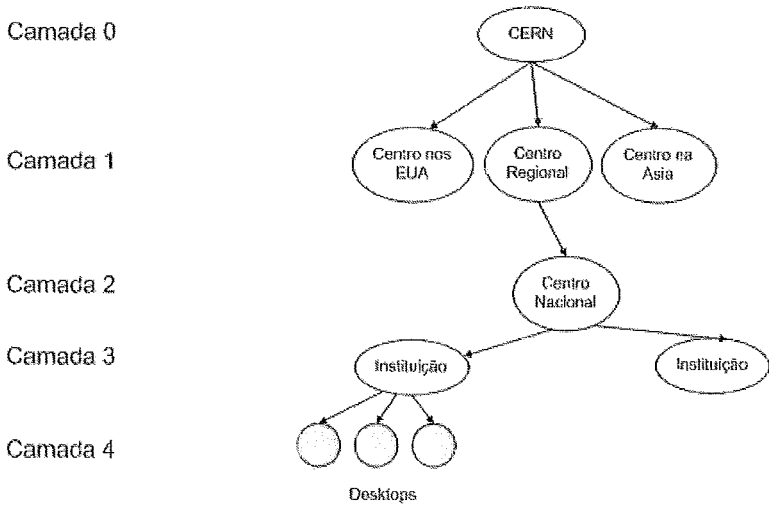 Camada 0
CERN
Camada 1
Centro nos
EUA
Centro
Regional
Centro na
Asia
Camada 2
Centro
Nacional
Camada 3
Instituição
Instituição
Camada 4
Desktops